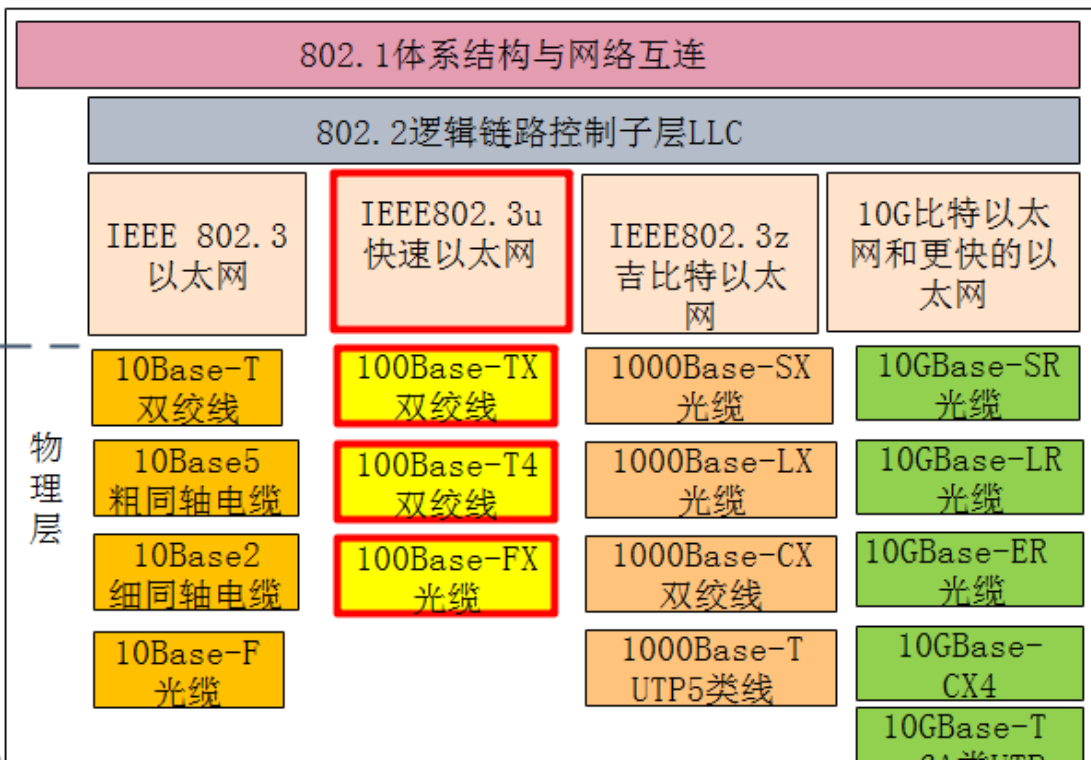 802.1体系结构与网络互连
802.2逻辑链路控制子层LLC
IEEE 802.3
以太网
IEEE802.3u
快速以太网
IEEE802.3z
吉比特以太
网
10G比特以太
网和更快的以
太网
物
理
层
10Base-T
双绞线
100Base-TX
双绞线
1000Base-SX
光缆
10GBase-SR
光缆
10Base5
粗同轴电缆
100Base-T4
双绞线
1000Base-LX
光缆
10GBase-LR
光缆
10Base2
细同轴电缆
100Base-FX
光缆
1000Base-CX
双绞线
10GBase-ER
光缆
10Base-F
光缆
1000Base-T
UTP5类线
10GBase-
CX4
10GBase-T